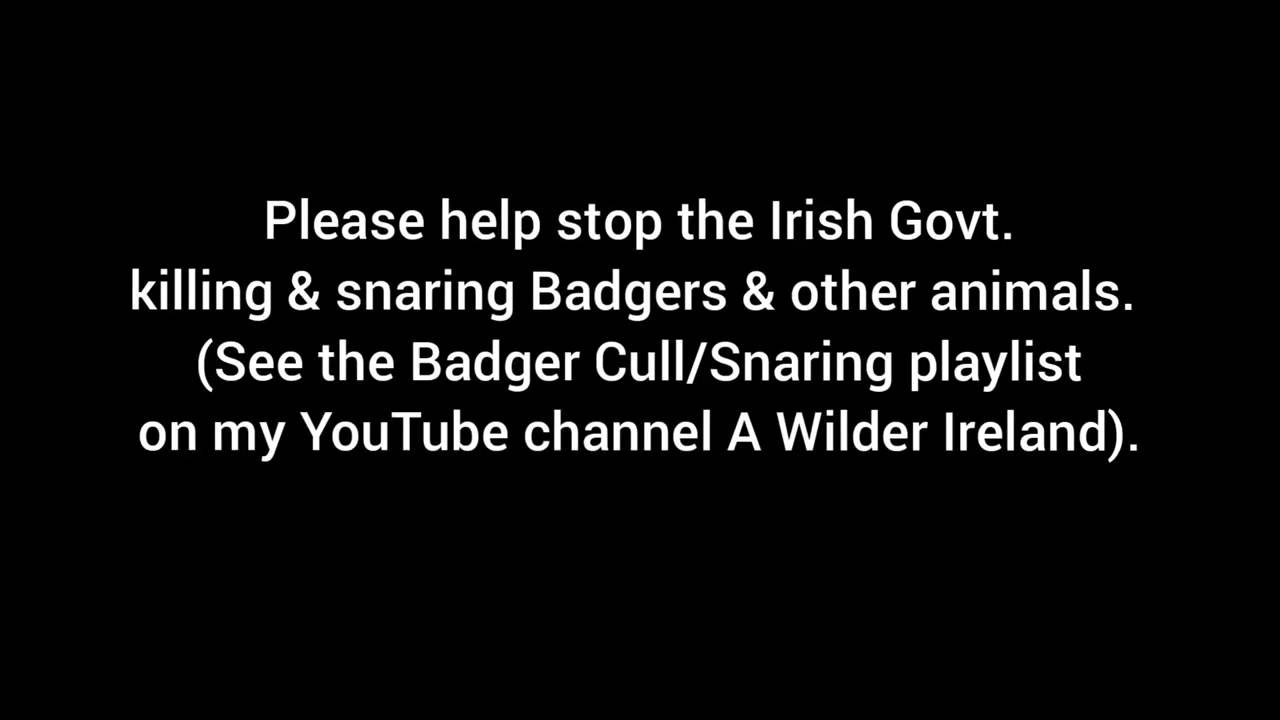 Please help stop the Irish Govt.
killing & snaring Badgers & other animals.
(See the Badger Cull/Snaring playlist
on my YouTube channel A Wilder Ireland).